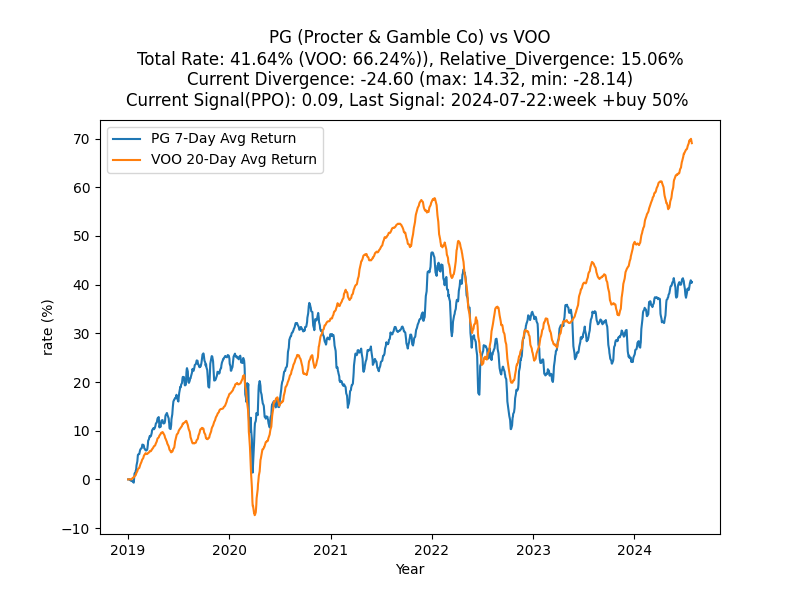 PG (Procter & Gamble Co) vs VOO
Total Rate: 41.64% (VOO: 66.24%)), Relative_Divergence: 15.06%
Current Divergence: -24.60 (max: 14.32, min: -28.14)
Current Signal(PPO): 0.09, Last Signal: 2024-07-22:week +buy 50%
PG 7-Day Avg Return
VOO 20-Day Avg Return
70
60
50
40
30
20
10
0
−10
rate (%)
2019
2020
2021
2022
2023
2024
Year